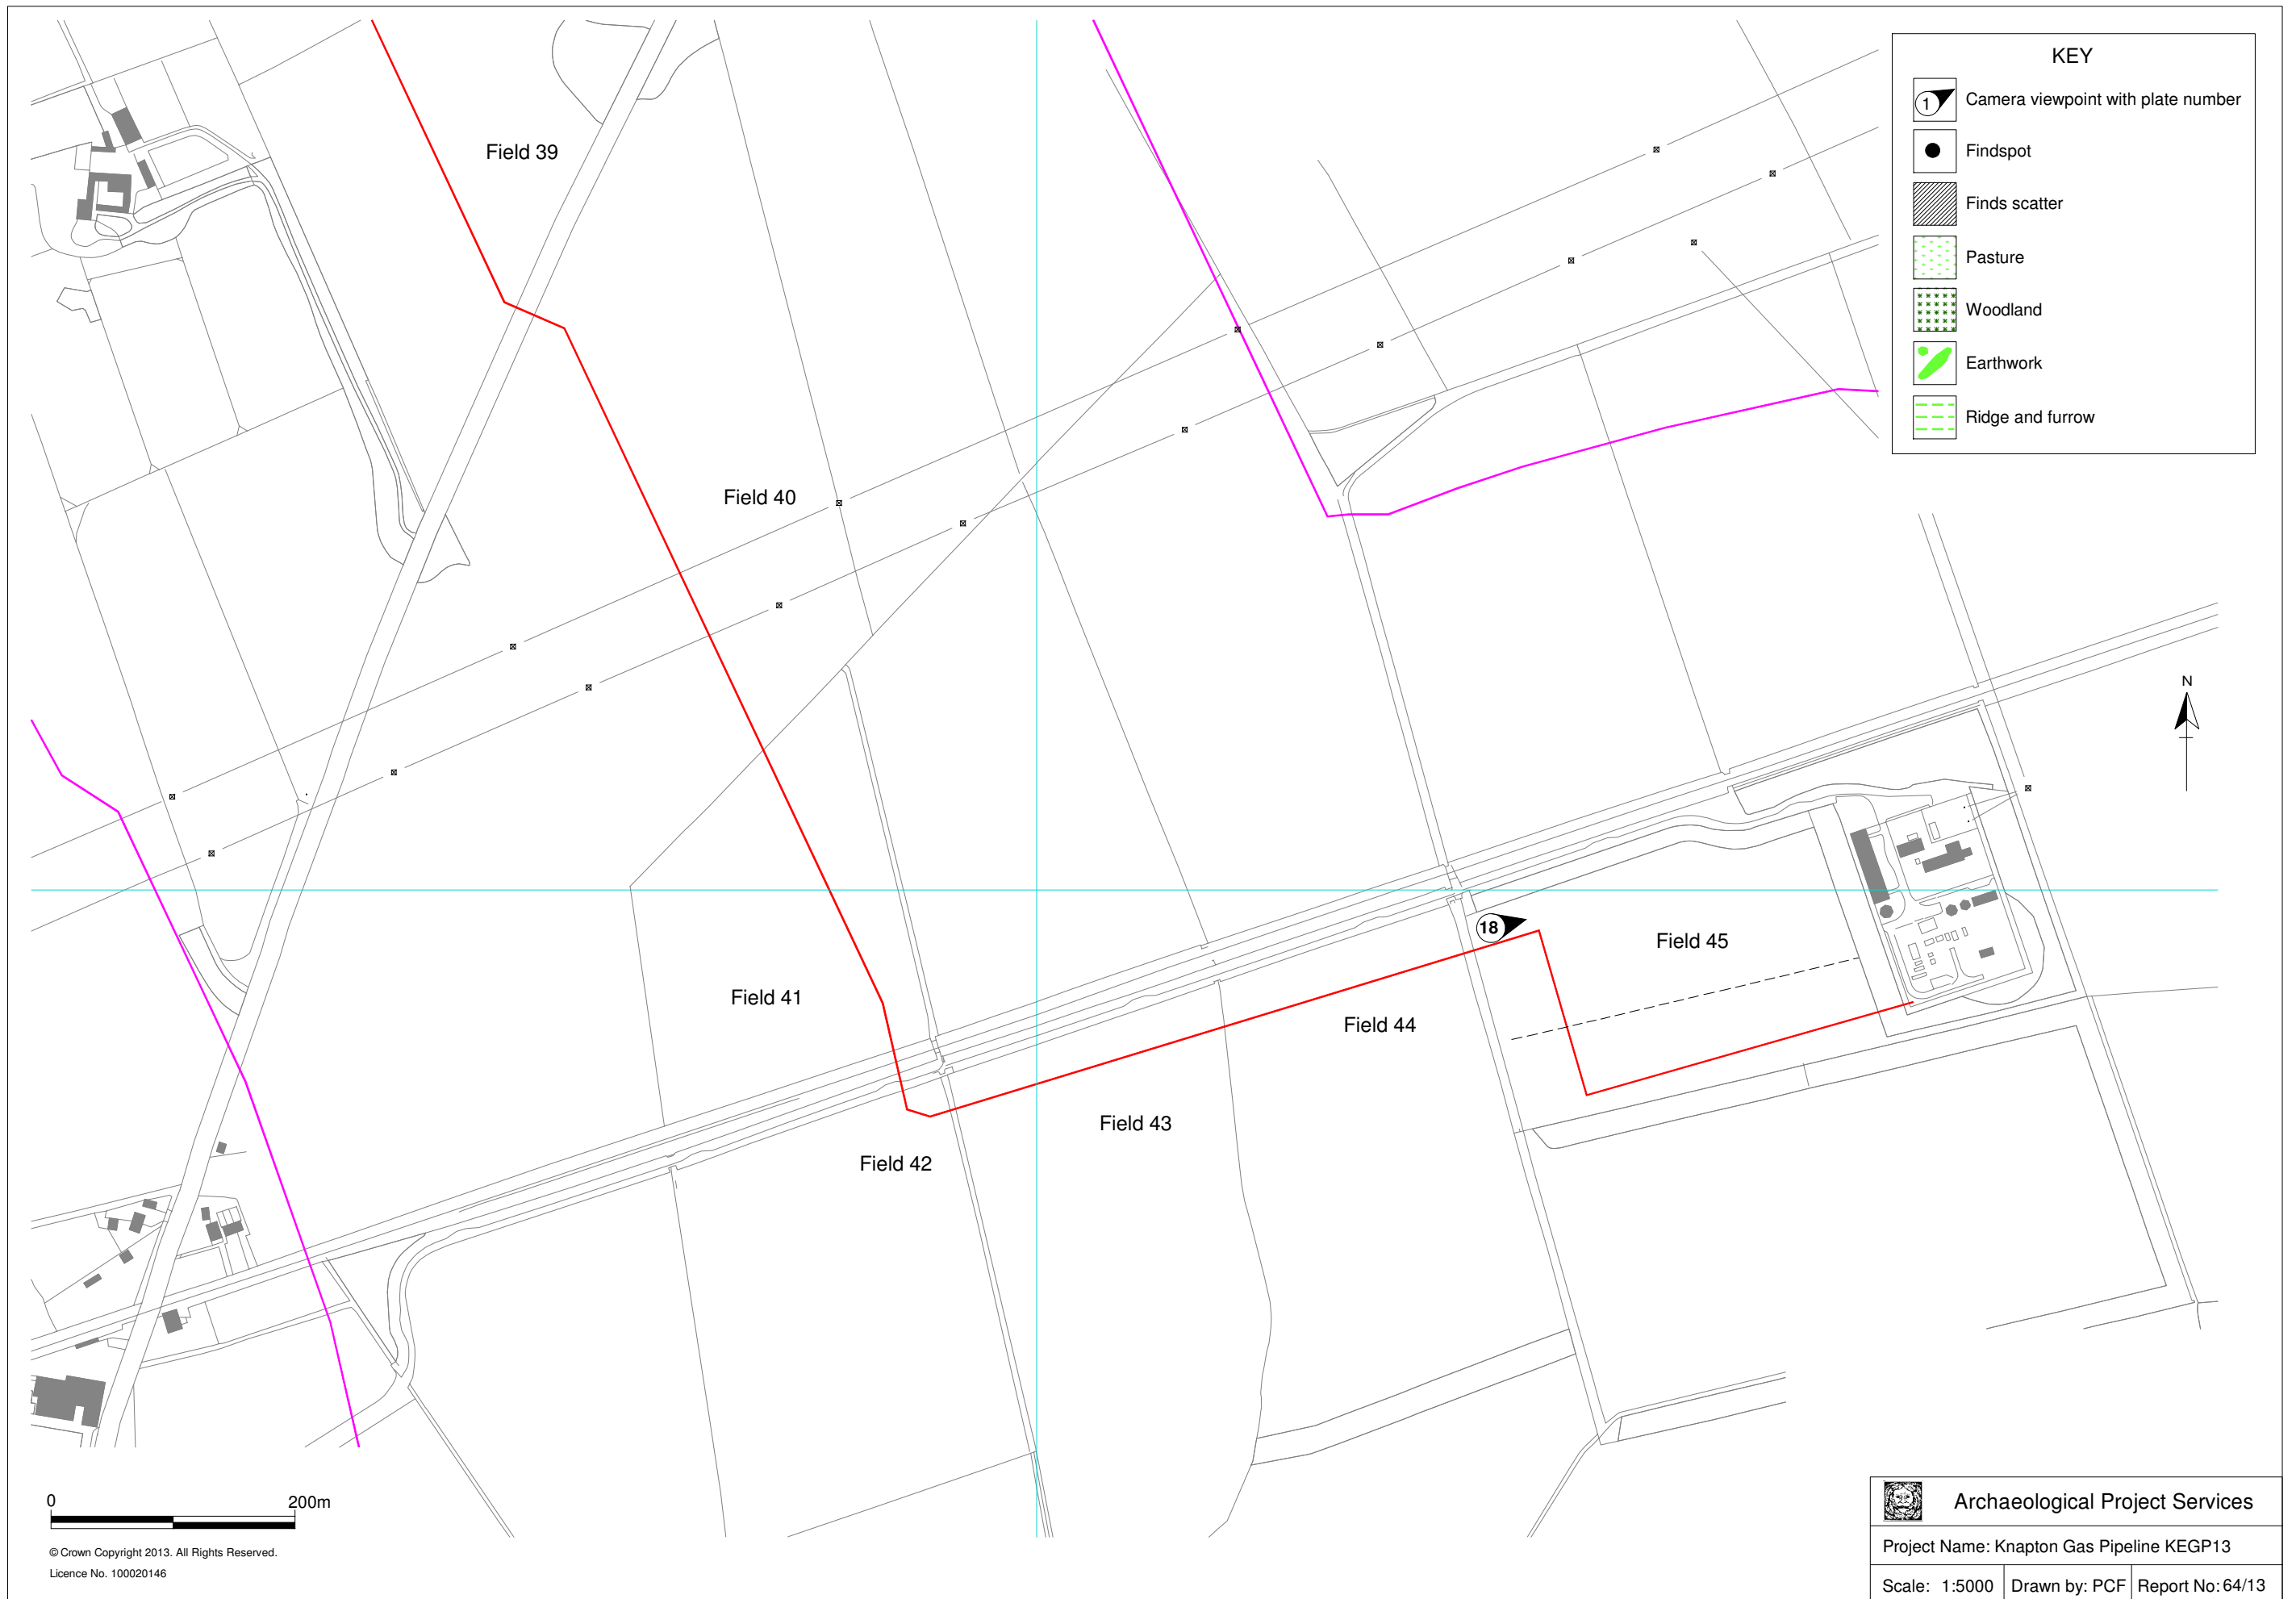 KEY
1 Camera viewpoint with plate number
Findspot
Finds scatter
Pasture
Woodland
Earthwork
Ridge and furrow
Field 39
Field 40
N
18
Field 45
Field 41
Field 44
Field 43
Field 42
0 200m
© Crown Copyright 2013. All Rights Reserved.
Licence No. 100020146
Archaeological Project Services
Project Name: Knapton Gas Pipeline KEGP13
Scale: 1:5000 Drawn by: PCF Report No: 64/13